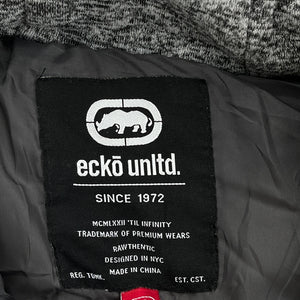 eckō unltd.
SINCE 1972
MCMLXXII 'TIL INFINITY
TRADEMARK OF PREMIUM WEARS
RAWTHENTIC
DESIGNED IN NYC
MADE IN CHINA
REG. TDMK. EST. CST.